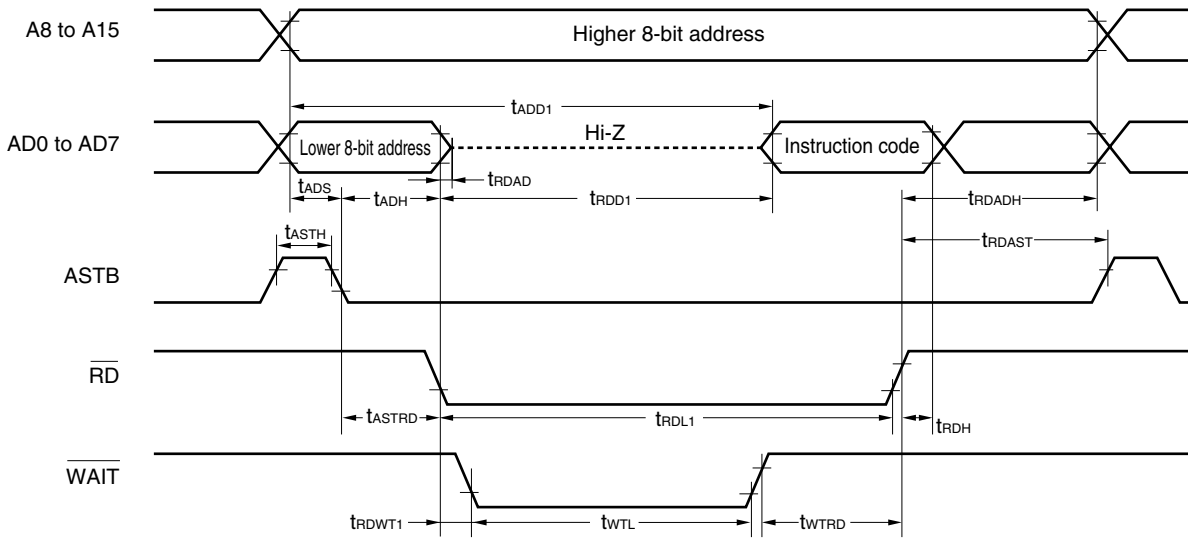 A8 to A15
Higher 8-bit address
tADD1
AD0 to AD7
Lower 8-bit address
Hi-Z
Instruction code
tADS
tADH
tRDAD
tRDD1
tRDADH
tASTH
tRDAST
ASTB
RD
tASTRD
tRDL1
tRDH
WAIT
tRDWT1
tWTL
tWTRD